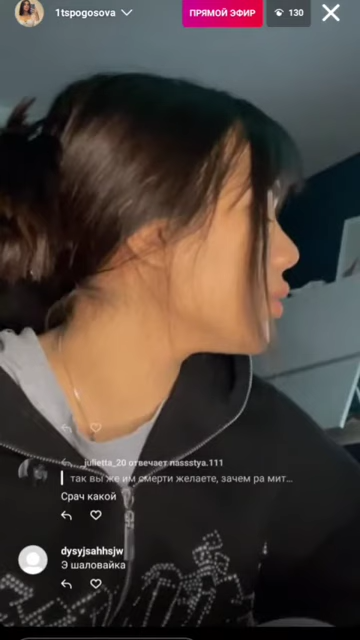 1tspogosova
ПРЯМОЙ ЭФИР
130
julietta_20 отвечает nassstya.111
так вы же им смерти желаете, зачем ра мит...
Срач какой
dysyjsahhsjw
Э шаловайка